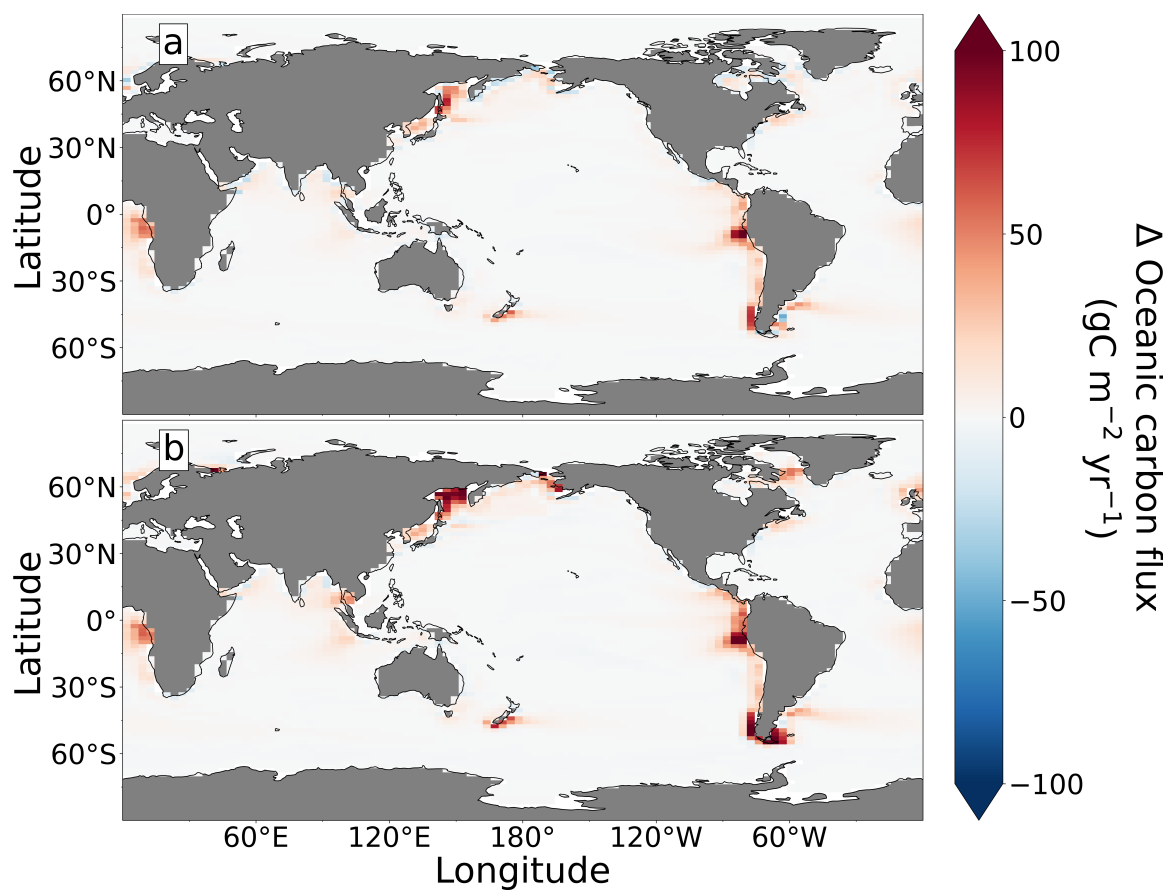 a
60°N
30°N
0°
30°S
60°S
Latitude
b
60°N
30°N
0°
30°S
60°S
Latitude
60°E
120°E
180°
120°W
60°W
Longitude
100
50
0
−50
−100
Δ Oceanic carbon flux
(gC m⁻² yr⁻¹)